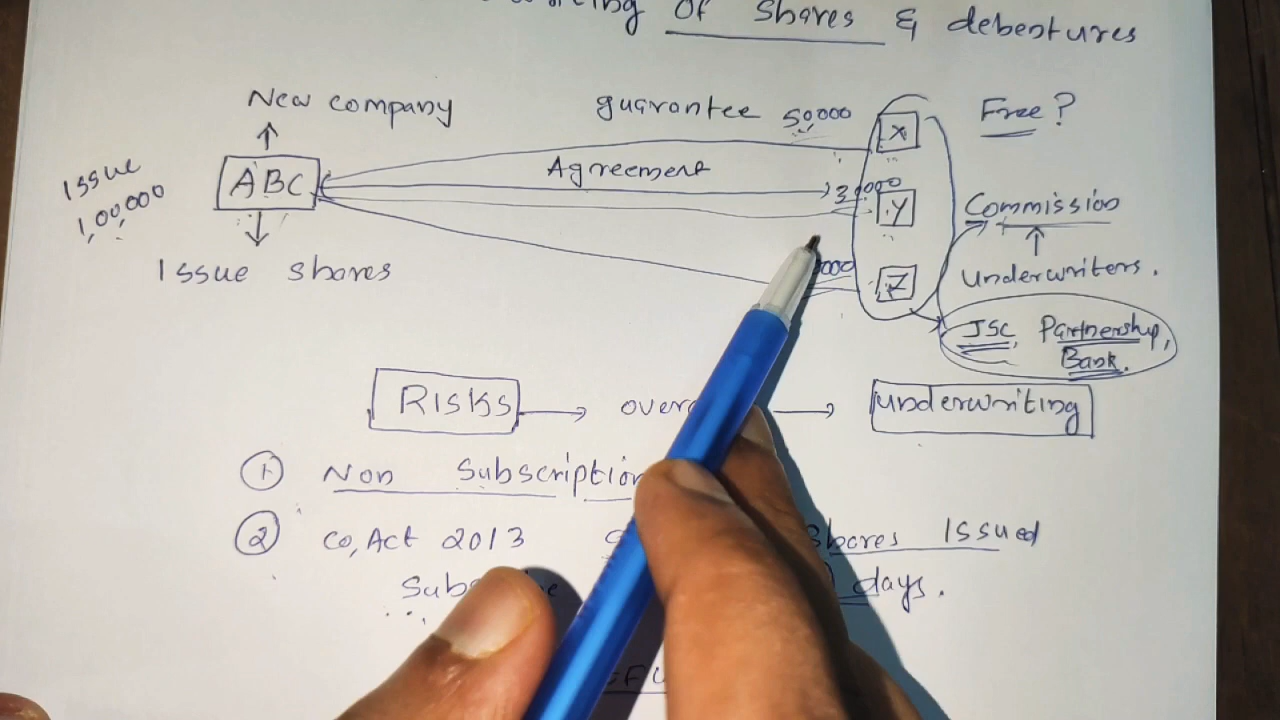 of shares & debentures
New company
guarantee 50000
X
Free?
Issue
1,00,000
ABC
Agreement
Y
Commission
Issue shares
Z
underwriters.
JSC, Partnership,
Bank.
Risks
underwriting
1 Non Subscription
2 Co, Act 2013
Shares Issued
days.